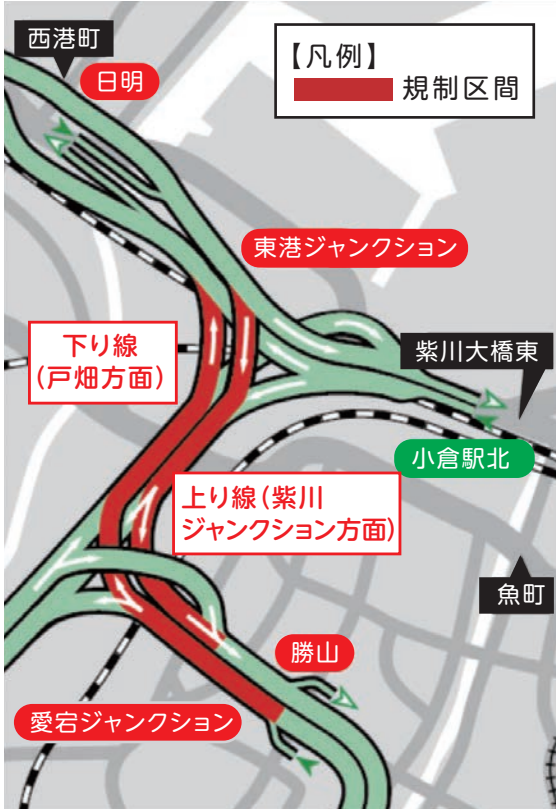 西港町
日明
【凡例】
規制区間
東港ジャンクション
下り線
(戸畑方面)
紫川大橋東
小倉駅北
上り線(紫川
ジャンクション方面)
魚町
勝山
愛宕ジャンクション